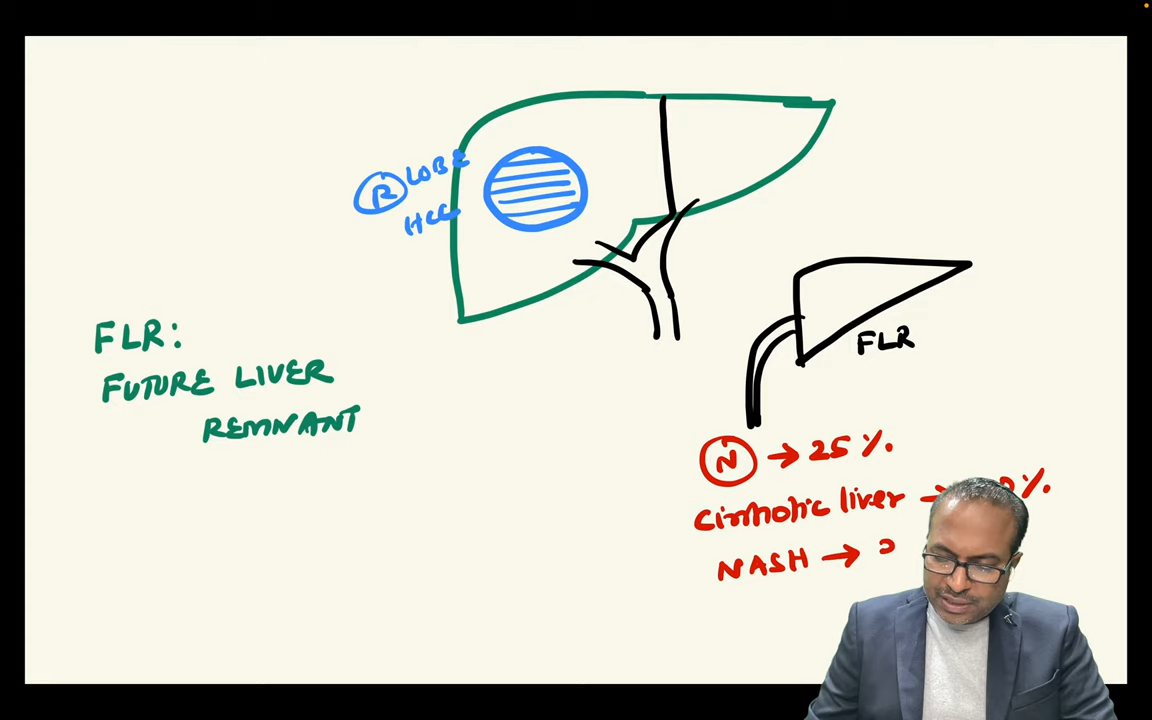 R LOBE
HCC
FLR:
FUTURE LIVER
REMNANT
FLR
N → 25 %.
Cirrhotic liver → %.
NASH →